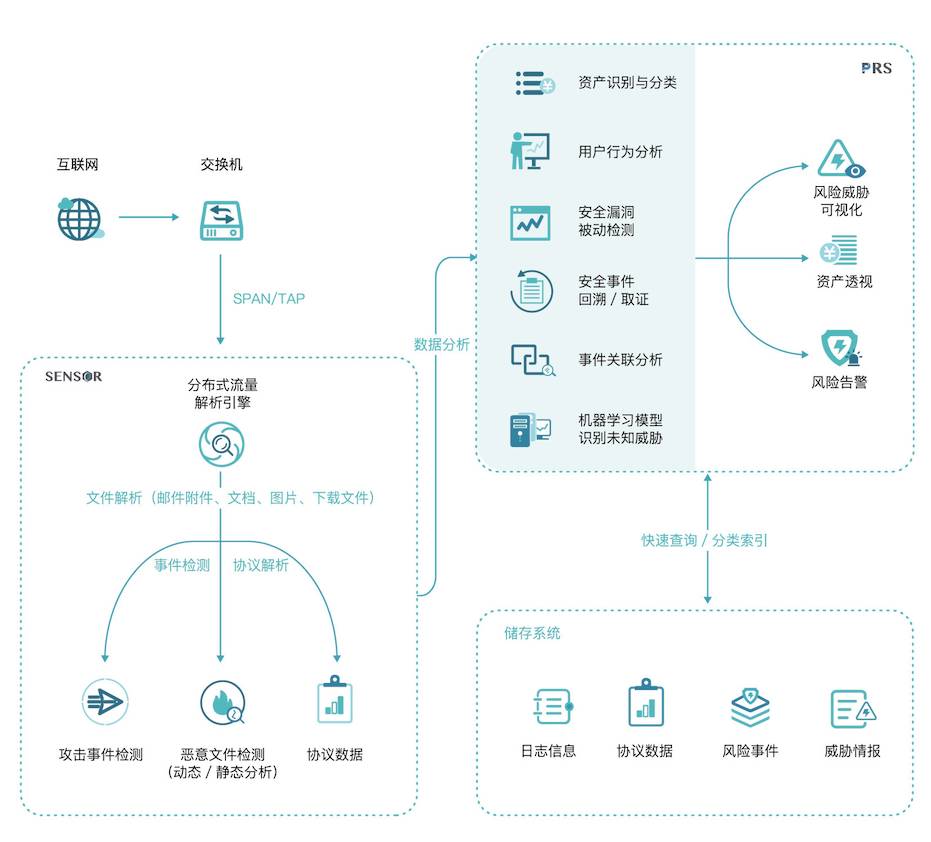 互联网
交换机
SPAN/TAP
SENSOR
分布式流量
解析引擎
文件解析（邮件附件、文档、图片、下载文件）
事件检测
协议解析
攻击事件检测
恶意文件检测
（动态 / 静态分析）
协议数据
数据分析
PRS
资产识别与分类
用户行为分析
安全漏洞
被动检测
安全事件
回溯 / 取证
事件关联分析
机器学习模型
识别未知威胁
风险威胁
可视化
资产透视
风险告警
快速查询 / 分类索引
储存系统
日志信息
协议数据
风险事件
威胁情报